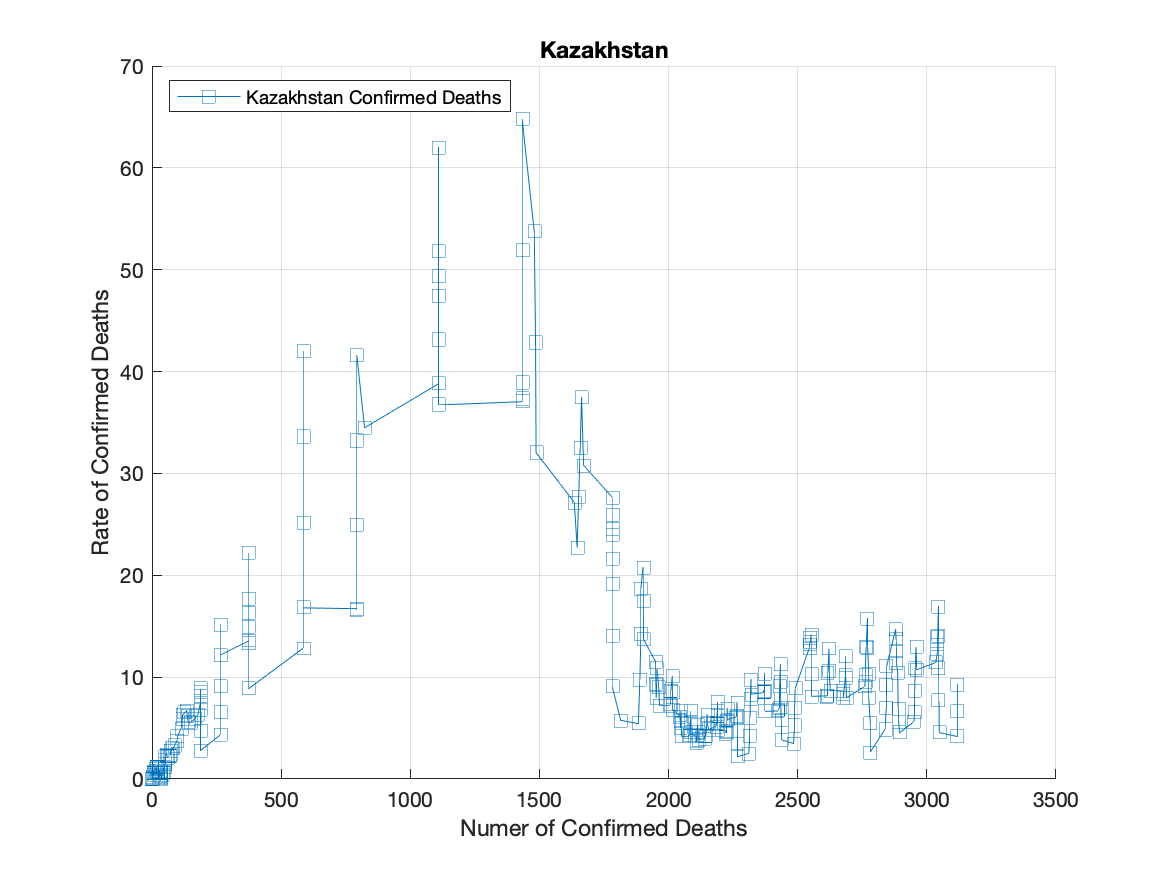 Kazakhstan
Kazakhstan Confirmed Deaths
70
60
50
40
30
20
10
0
Rate of Confirmed Deaths
0 500 1000 1500 2000 2500 3000 3500
Numer of Confirmed Deaths